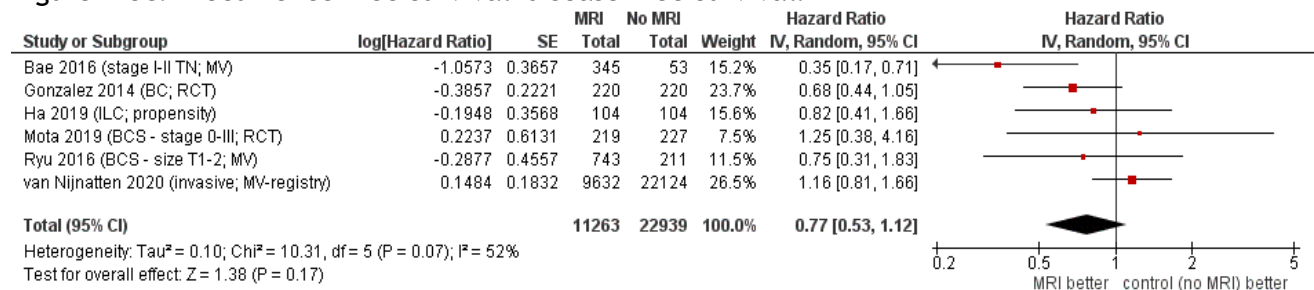 MRI No MRI Hazard Ratio Hazard Ratio
Study or Subgroup log[Hazard Ratio] SE Total Total Weight IV, Random, 95% CI IV, Random, 95% CI
Bae 2016 (stage I-II TN; MV) -1.0573 0.3657 345 53 15.2% 0.35 [0.17, 0.71]
Gonzalez 2014 (BC; RCT) -0.3857 0.2221 220 220 23.7% 0.68 [0.44, 1.05]
Ha 2019 (ILC; propensity) -0.1948 0.3568 104 104 15.6% 0.82 [0.41, 1.66]
Mota 2019 (BCS - stage 0-III; RCT) 0.2237 0.6131 219 227 7.5% 1.25 [0.38, 4.16]
Ryu 2016 (BCS - size T1-2; MV) -0.2877 0.4557 743 211 11.5% 0.75 [0.31, 1.83]
van Nijnatten 2020 (invasive; MV-registry) 0.1484 0.1832 9632 22124 26.5% 1.16 [0.81, 1.66]
Total (95% CI) 11263 22939 100.0% 0.77 [0.53, 1.12]
Heterogeneity: Tau² = 0.10; Chi² = 10.31, df = 5 (P = 0.07); I² = 52%
Test for overall effect: Z = 1.38 (P = 0.17)
0.2 0.5 1 2 5
MRI better control (no MRI) better